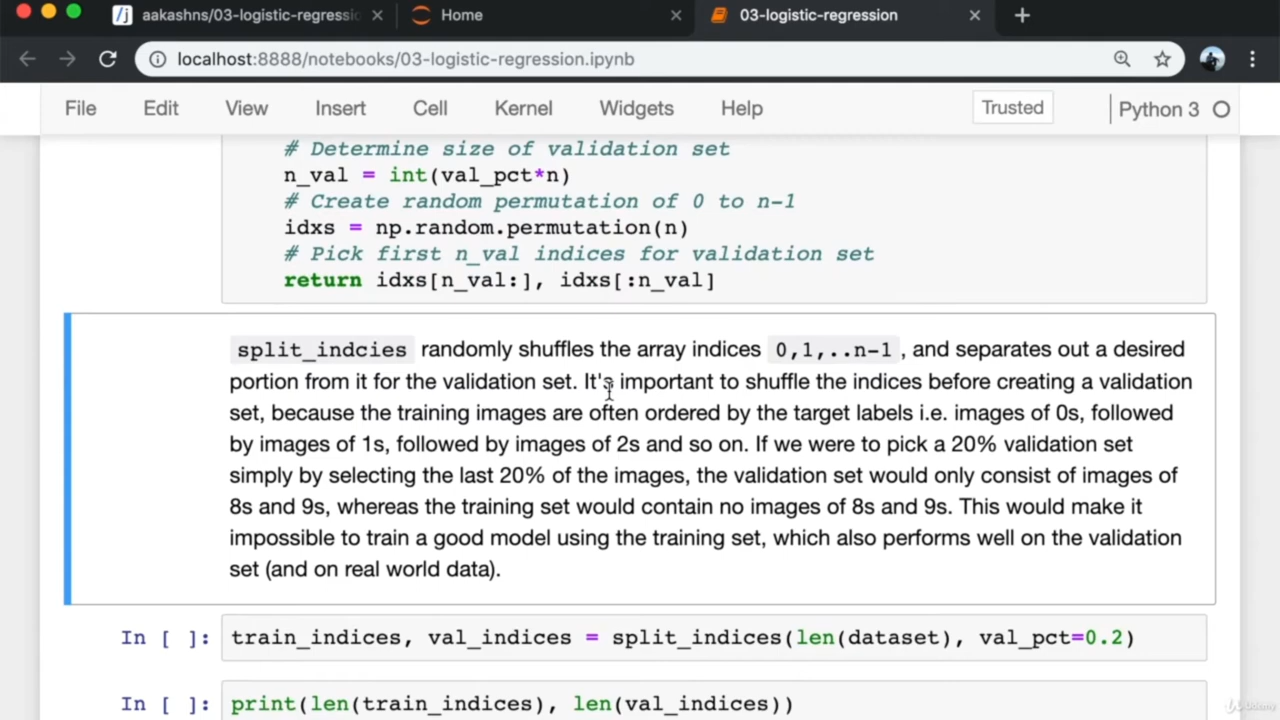 aakashns/03-logistic-regressio
Home
03-logistic-regression
localhost:8888/notebooks/03-logistic-regression.ipynb
File Edit View Insert Cell Kernel Widgets Help Trusted Python 3
# Determine size of validation set
n_val = int(val_pct*n)
# Create random permutation of 0 to n-1
idxs = np.random.permutation(n)
# Pick first n_val indices for validation set
return idxs[n_val:], idxs[:n_val]
split_indcies randomly shuffles the array indices 0,1,..n-1 , and separates out a desired
portion from it for the validation set. It's important to shuffle the indices before creating a validation
set, because the training images are often ordered by the target labels i.e. images of 0s, followed
by images of 1s, followed by images of 2s and so on. If we were to pick a 20% validation set
simply by selecting the last 20% of the images, the validation set would only consist of images of
8s and 9s, whereas the training set would contain no images of 8s and 9s. This would make it
impossible to train a good model using the training set, which also performs well on the validation
set (and on real world data).
In [ ]: train_indices, val_indices = split_indices(len(dataset), val_pct=0.2)
In [ ]: print(len(train_indices), len(val_indices))
Udemy